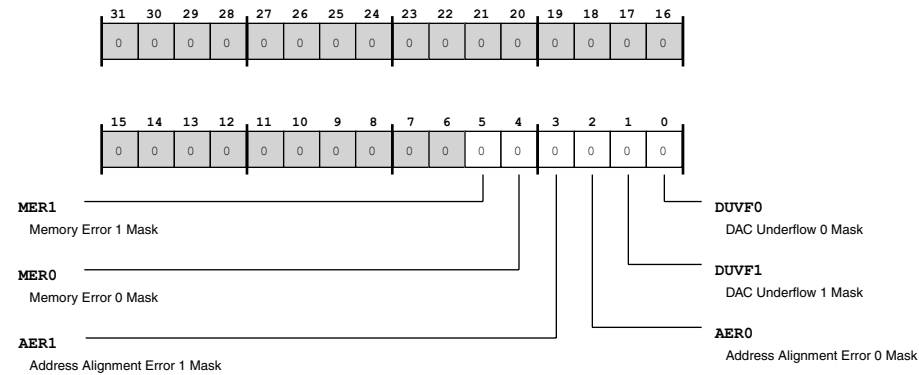 31 30 29 28 27 26 25 24 23 22 21 20 19 18 17 16
0 0 0 0 0 0 0 0 0 0 0 0 0 0 0 0
15 14 13 12 11 10 9 8 7 6 5 4 3 2 1 0
0 0 0 0 0 0 0 0 0 0 0 0 0 0 0 0
MER1
Memory Error 1 Mask
MER0
Memory Error 0 Mask
AER1
Address Alignment Error 1 Mask
DUVF0
DAC Underflow 0 Mask
DUVF1
DAC Underflow 1 Mask
AER0
Address Alignment Error 0 Mask